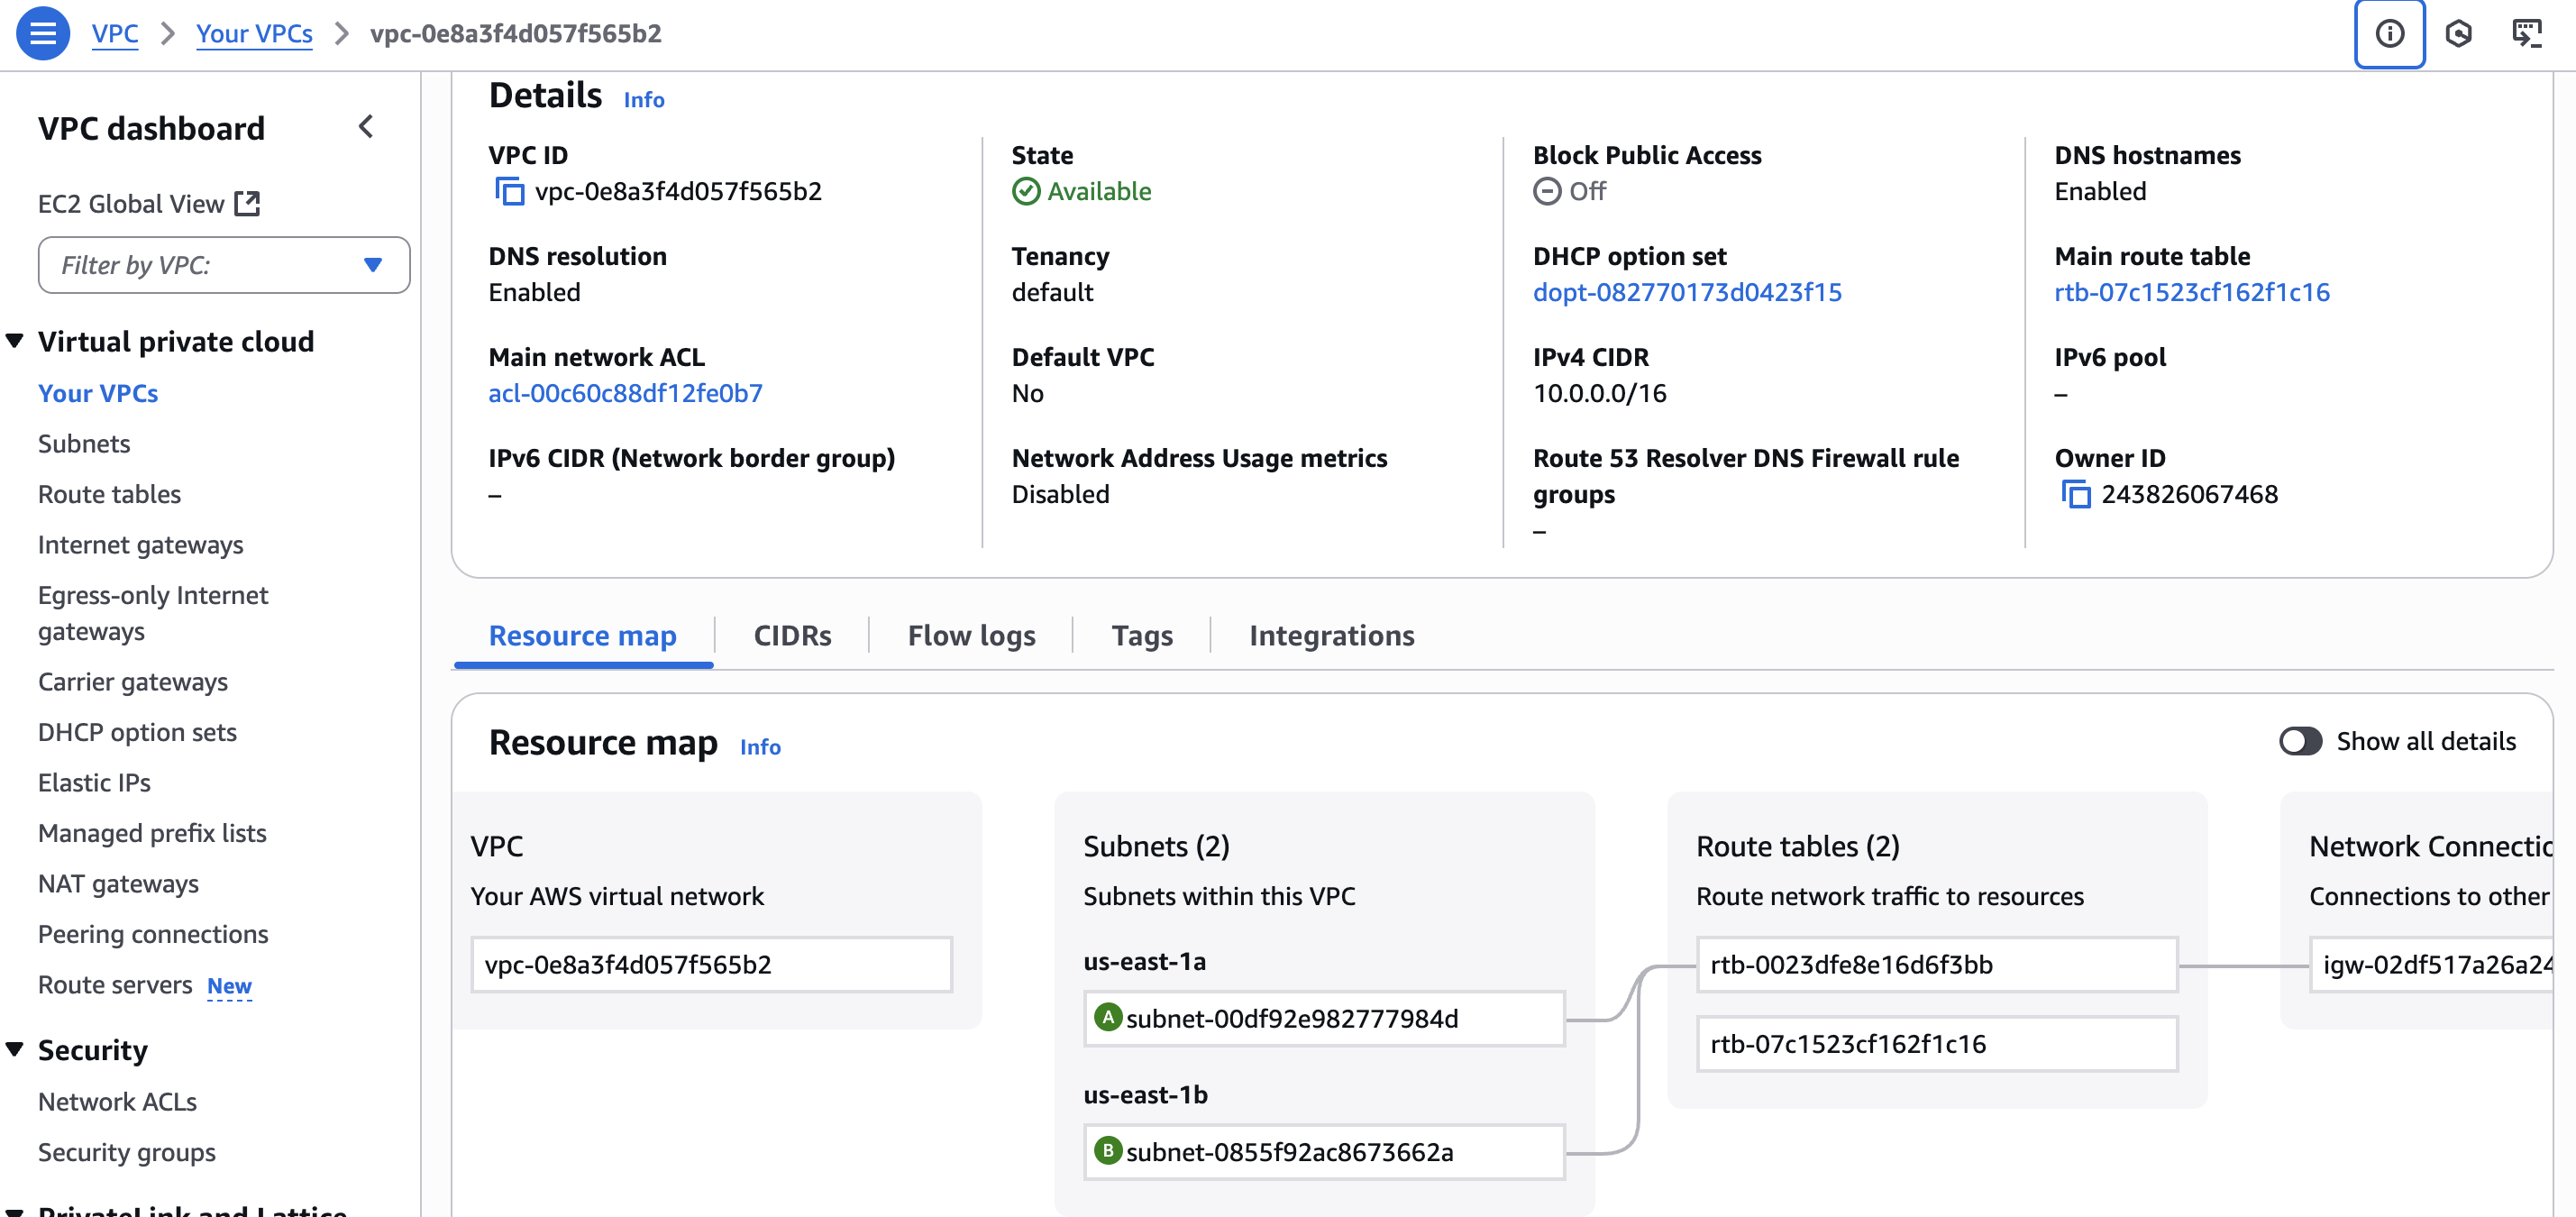 VPC > Your VPCs > vpc-0e8a3f4d057f565b2
VPC dashboard
EC2 Global View
Filter by VPC:
Virtual private cloud
Your VPCs
Subnets
Route tables
Internet gateways
Egress-only Internet
gateways
Carrier gateways
DHCP option sets
Elastic IPs
Managed prefix lists
NAT gateways
Peering connections
Route servers New
Security
Network ACLs
Security groups
PrivateLink and Lattice
Details Info
VPC ID
vpc-0e8a3f4d057f565b2
State
Available
Block Public Access
Off
DNS hostnames
Enabled
DNS resolution
Enabled
Tenancy
default
DHCP option set
dopt-082770173d0423f15
Main route table
rtb-07c1523cf162f1c16
Main network ACL
acl-00c60c88df12fe0b7
Default VPC
No
IPv4 CIDR
10.0.0.0/16
IPv6 pool
–
IPv6 CIDR (Network border group)
–
Network Address Usage metrics
Disabled
Route 53 Resolver DNS Firewall rule
groups
–
Owner ID
243826067468
Resource map
CIDRs
Flow logs
Tags
Integrations
Resource map Info
Show all details
VPC
Your AWS virtual network
vpc-0e8a3f4d057f565b2
Subnets (2)
Subnets within this VPC
us-east-1a
A subnet-00df92e982777984d
us-east-1b
B subnet-0855f92ac8673662a
Route tables (2)
Route network traffic to resources
rtb-0023dfe8e16d6f3bb
rtb-07c1523cf162f1c16
Network Connectio
Connections to other
igw-02df517a26a24